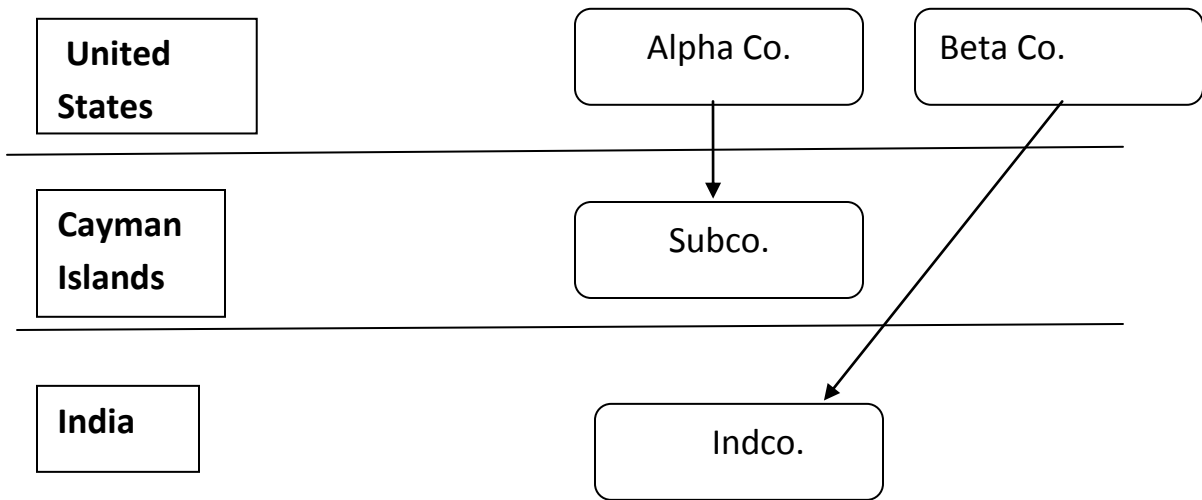 United
States
Alpha Co.
Beta Co.
Cayman
Islands
Subco.
India
Indco.